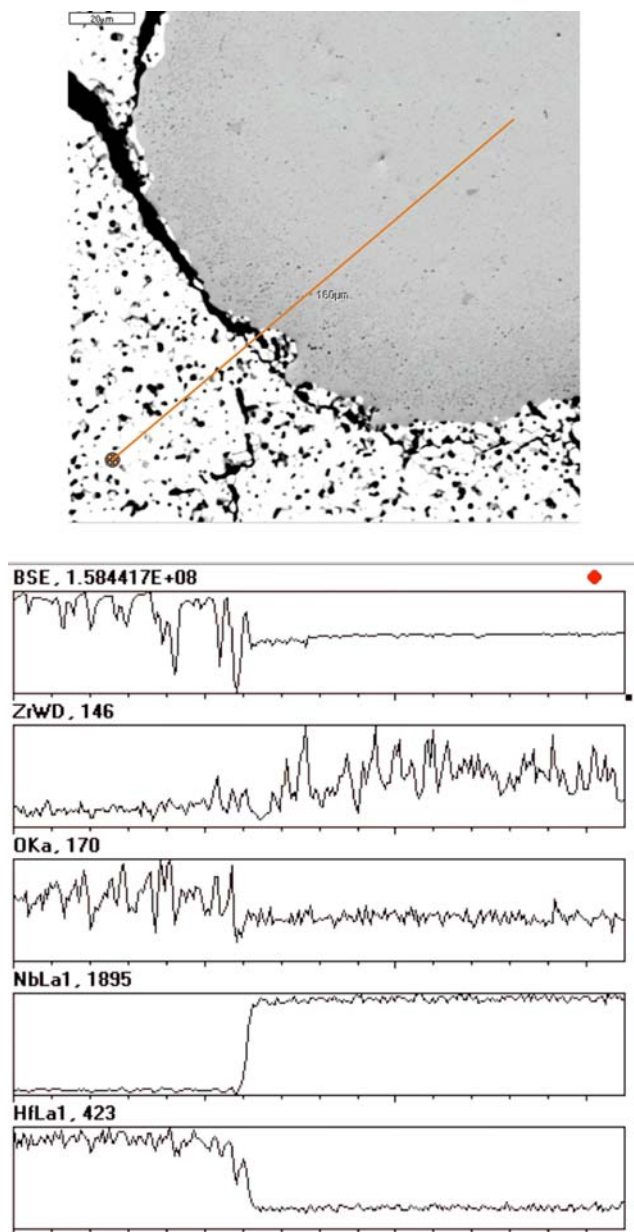 20µm
160µm
BSE, 1.584417E+08
ZrWD, 146
OKa, 170
NbLa1, 1895
HfLa1, 423